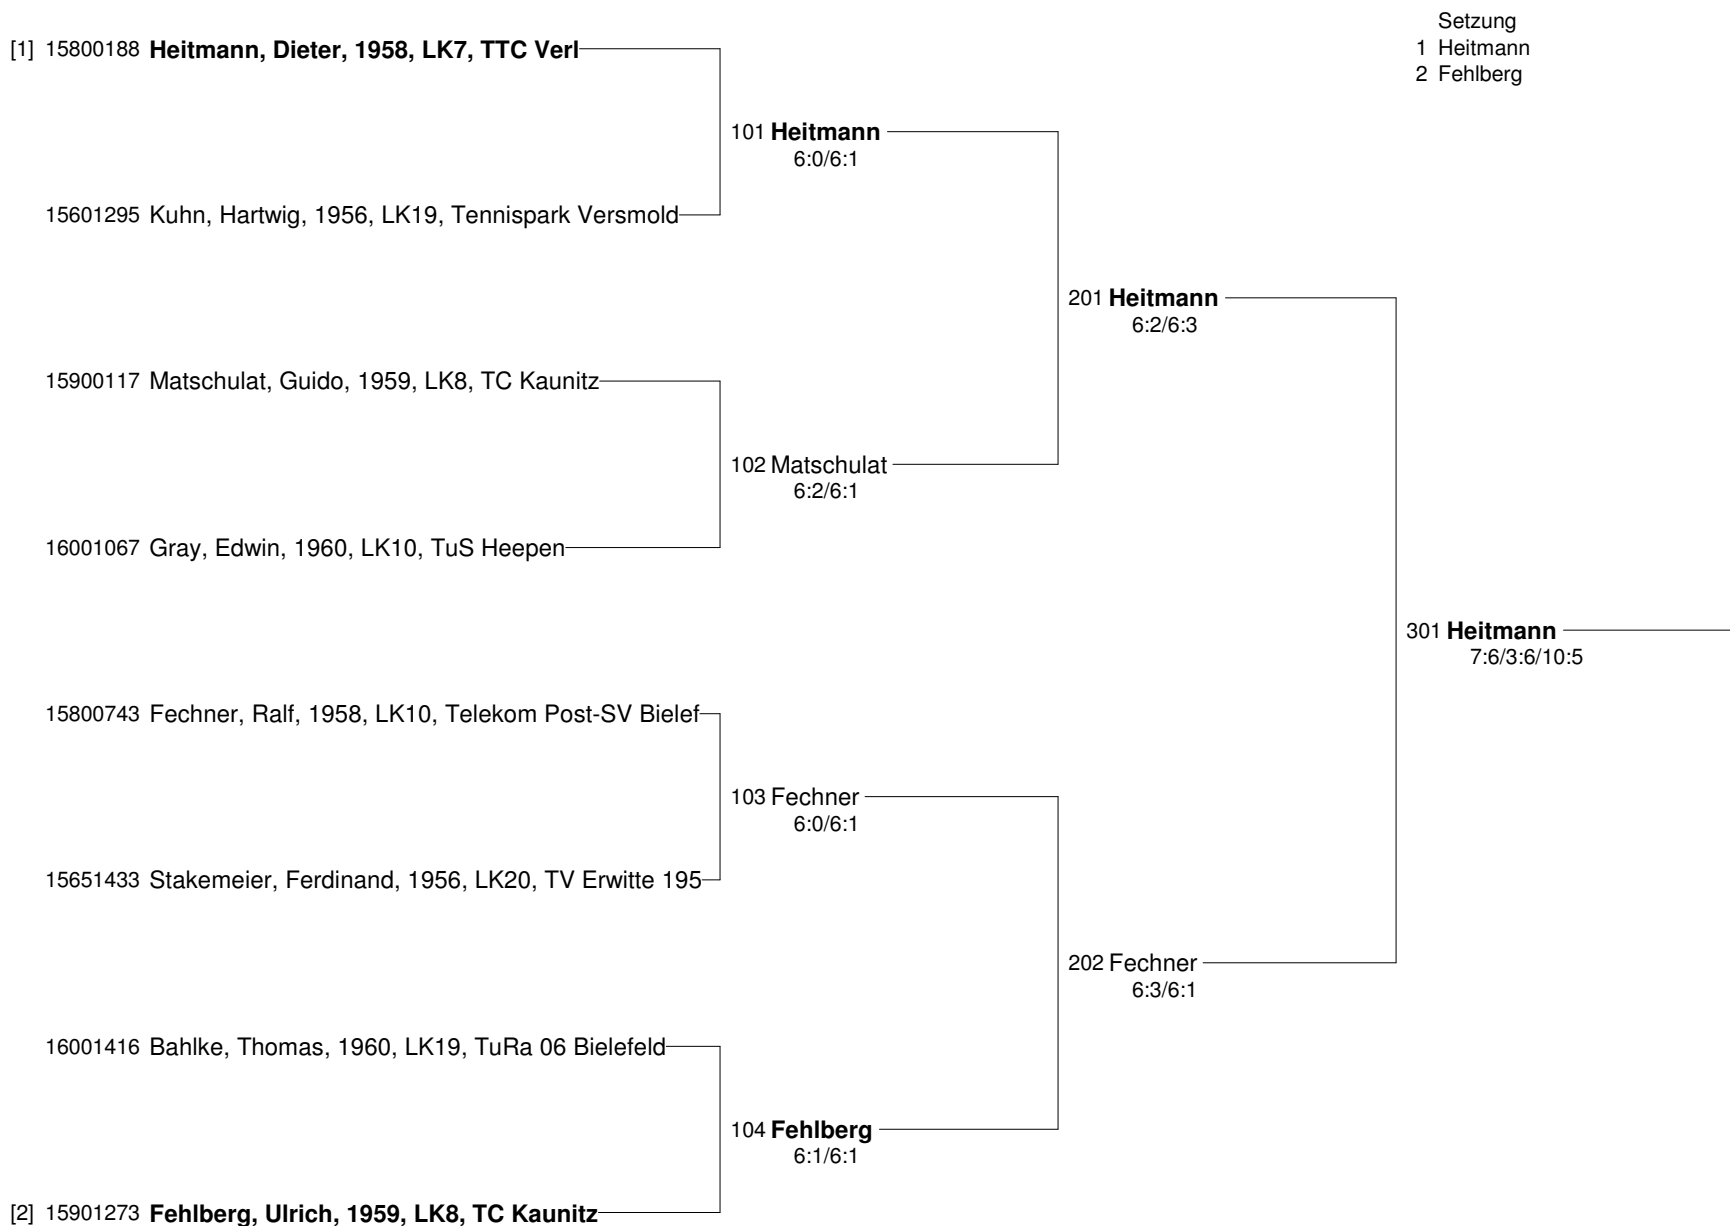 Setzung
[1] 15800188 Heitmann, Dieter, 1958, LK7, TTC Verl
1 Heitmann
2 Fehlberg
101 Heitmann
6:0/6:1
15601295 Kuhn, Hartwig, 1956, LK19, Tennispark Versmold
201 Heitmann
6:2/6:3
15900117 Matschulat, Guido, 1959, LK8, TC Kaunitz
102 Matschulat
6:2/6:1
16001067 Gray, Edwin, 1960, LK10, TuS Heepen
301 Heitmann
7:6/3:6/10:5
15800743 Fechner, Ralf, 1958, LK10, Telekom Post-SV Bielef
103 Fechner
6:0/6:1
15651433 Stakemeier, Ferdinand, 1956, LK20, TV Erwitte 195
202 Fechner
6:3/6:1
16001416 Bahlke, Thomas, 1960, LK19, TuRa 06 Bielefeld
104 Fehlberg
6:1/6:1
[2] 15901273 Fehlberg, Ulrich, 1959, LK8, TC Kaunitz